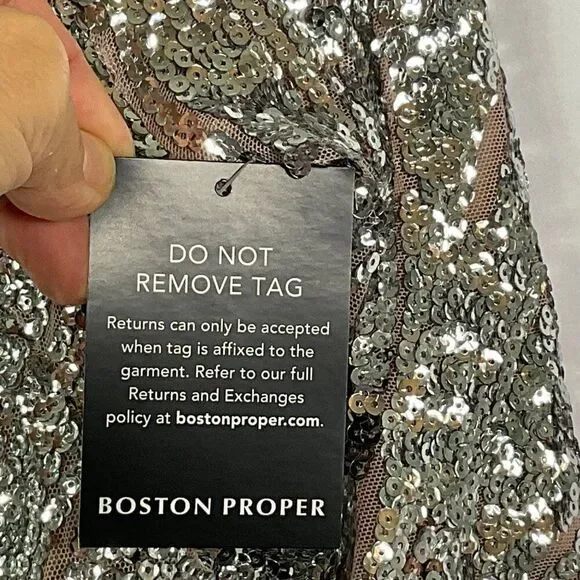 DO NOT
REMOVE TAG
Returns can only be accepted
when tag is affixed to the
garment. Refer to our full
Returns and Exchanges
policy at bostonproper.com.
BOSTON PROPER